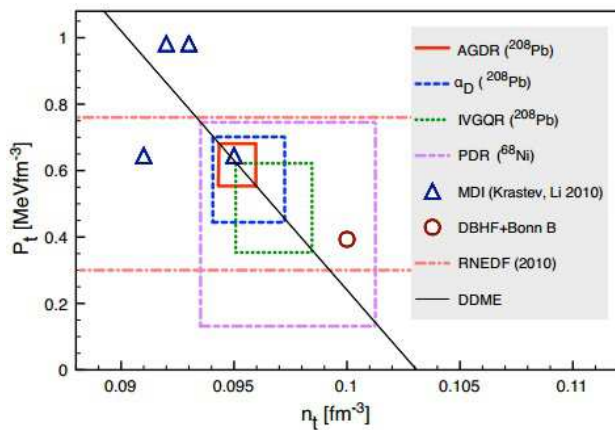 P_t [MeVfm⁻³]
1
0.8
0.6
0.4
0.2
0
0.09
0.095
0.1
0.105
0.11
n_t [fm⁻³]
AGDR (²⁰⁸Pb)
α_D ( ²⁰⁸Pb)
IVGQR (²⁰⁸Pb)
PDR (⁶⁸Ni)
MDI (Krastev, Li 2010)
DBHF+Bonn B
RNEDF (2010)
DDME